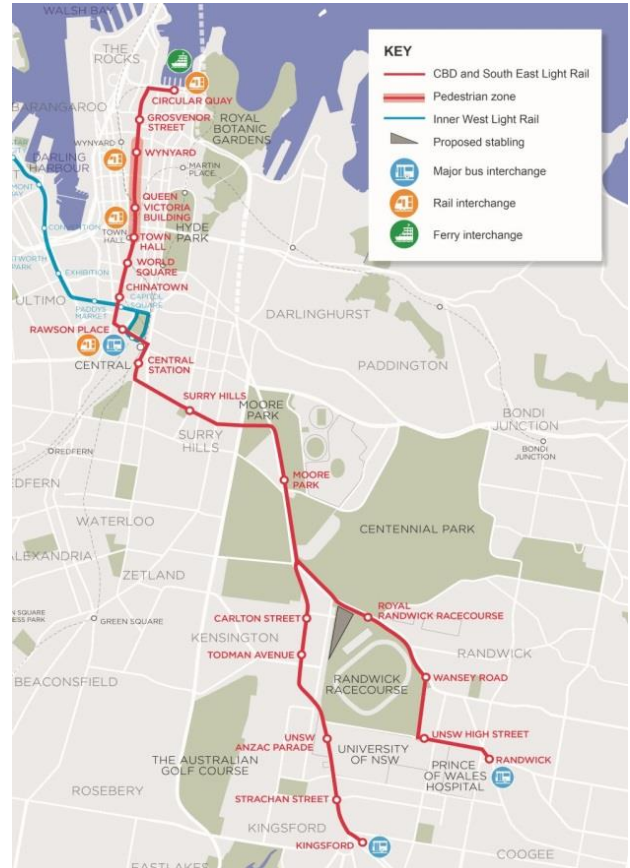 WALSH BAY
THE
ROCKS
CIRCULAR QUAY
BARANGAROO
GROSVENOR
STREET
ROYAL
BOTANIC
GARDENS
WYNYARD
WYNYARD
MARTIN
PLACE
DARLING
HARBOUR
QUEEN
VICTORIA
BUILDING
HYDE
PARK
CONVENTION
TOWN
HALL
TOWN
HALL
WORLD
SQUARE
EXHIBITION
CHINATOWN
ULTIMO
PADDYS
MARKET
CAPITOL
SQUARE
RAWSON PLACE
CENTRAL
CENTRAL
STATION
DARLINGHURST
PADDINGTON
SURRY HILLS
MOORE
PARK
SURRY
HILLS
BONDI
JUNCTION
BONDI
JUNCTION
REDFERN
MOORE
PARK
WATERLOO
CENTENNIAL PARK
ALEXANDRIA
ZETLAND
GREEN SQUARE
CARLTON STREET
KENSINGTON
TODMAN AVENUE
ROYAL
RANDWICK RACECOURSE
RANDWICK
BEACONSFIELD
RANDWICK
RACECOURSE
WANSEY ROAD
UNSW
ANZAC PARADE
UNIVERSITY
OF NSW
UNSW HIGH STREET
RANDWICK
THE AUSTRALIAN
GOLF COURSE
PRINCE
OF WALES
HOSPITAL
ROSEBERY
STRACHAN STREET
KINGSFORD
KINGSFORD
COOGEE
EASTLAKES
KEY
CBD and South East Light Rail
Pedestrian zone
Inner West Light Rail
Proposed stabling
Major bus interchange
Rail interchange
Ferry interchange